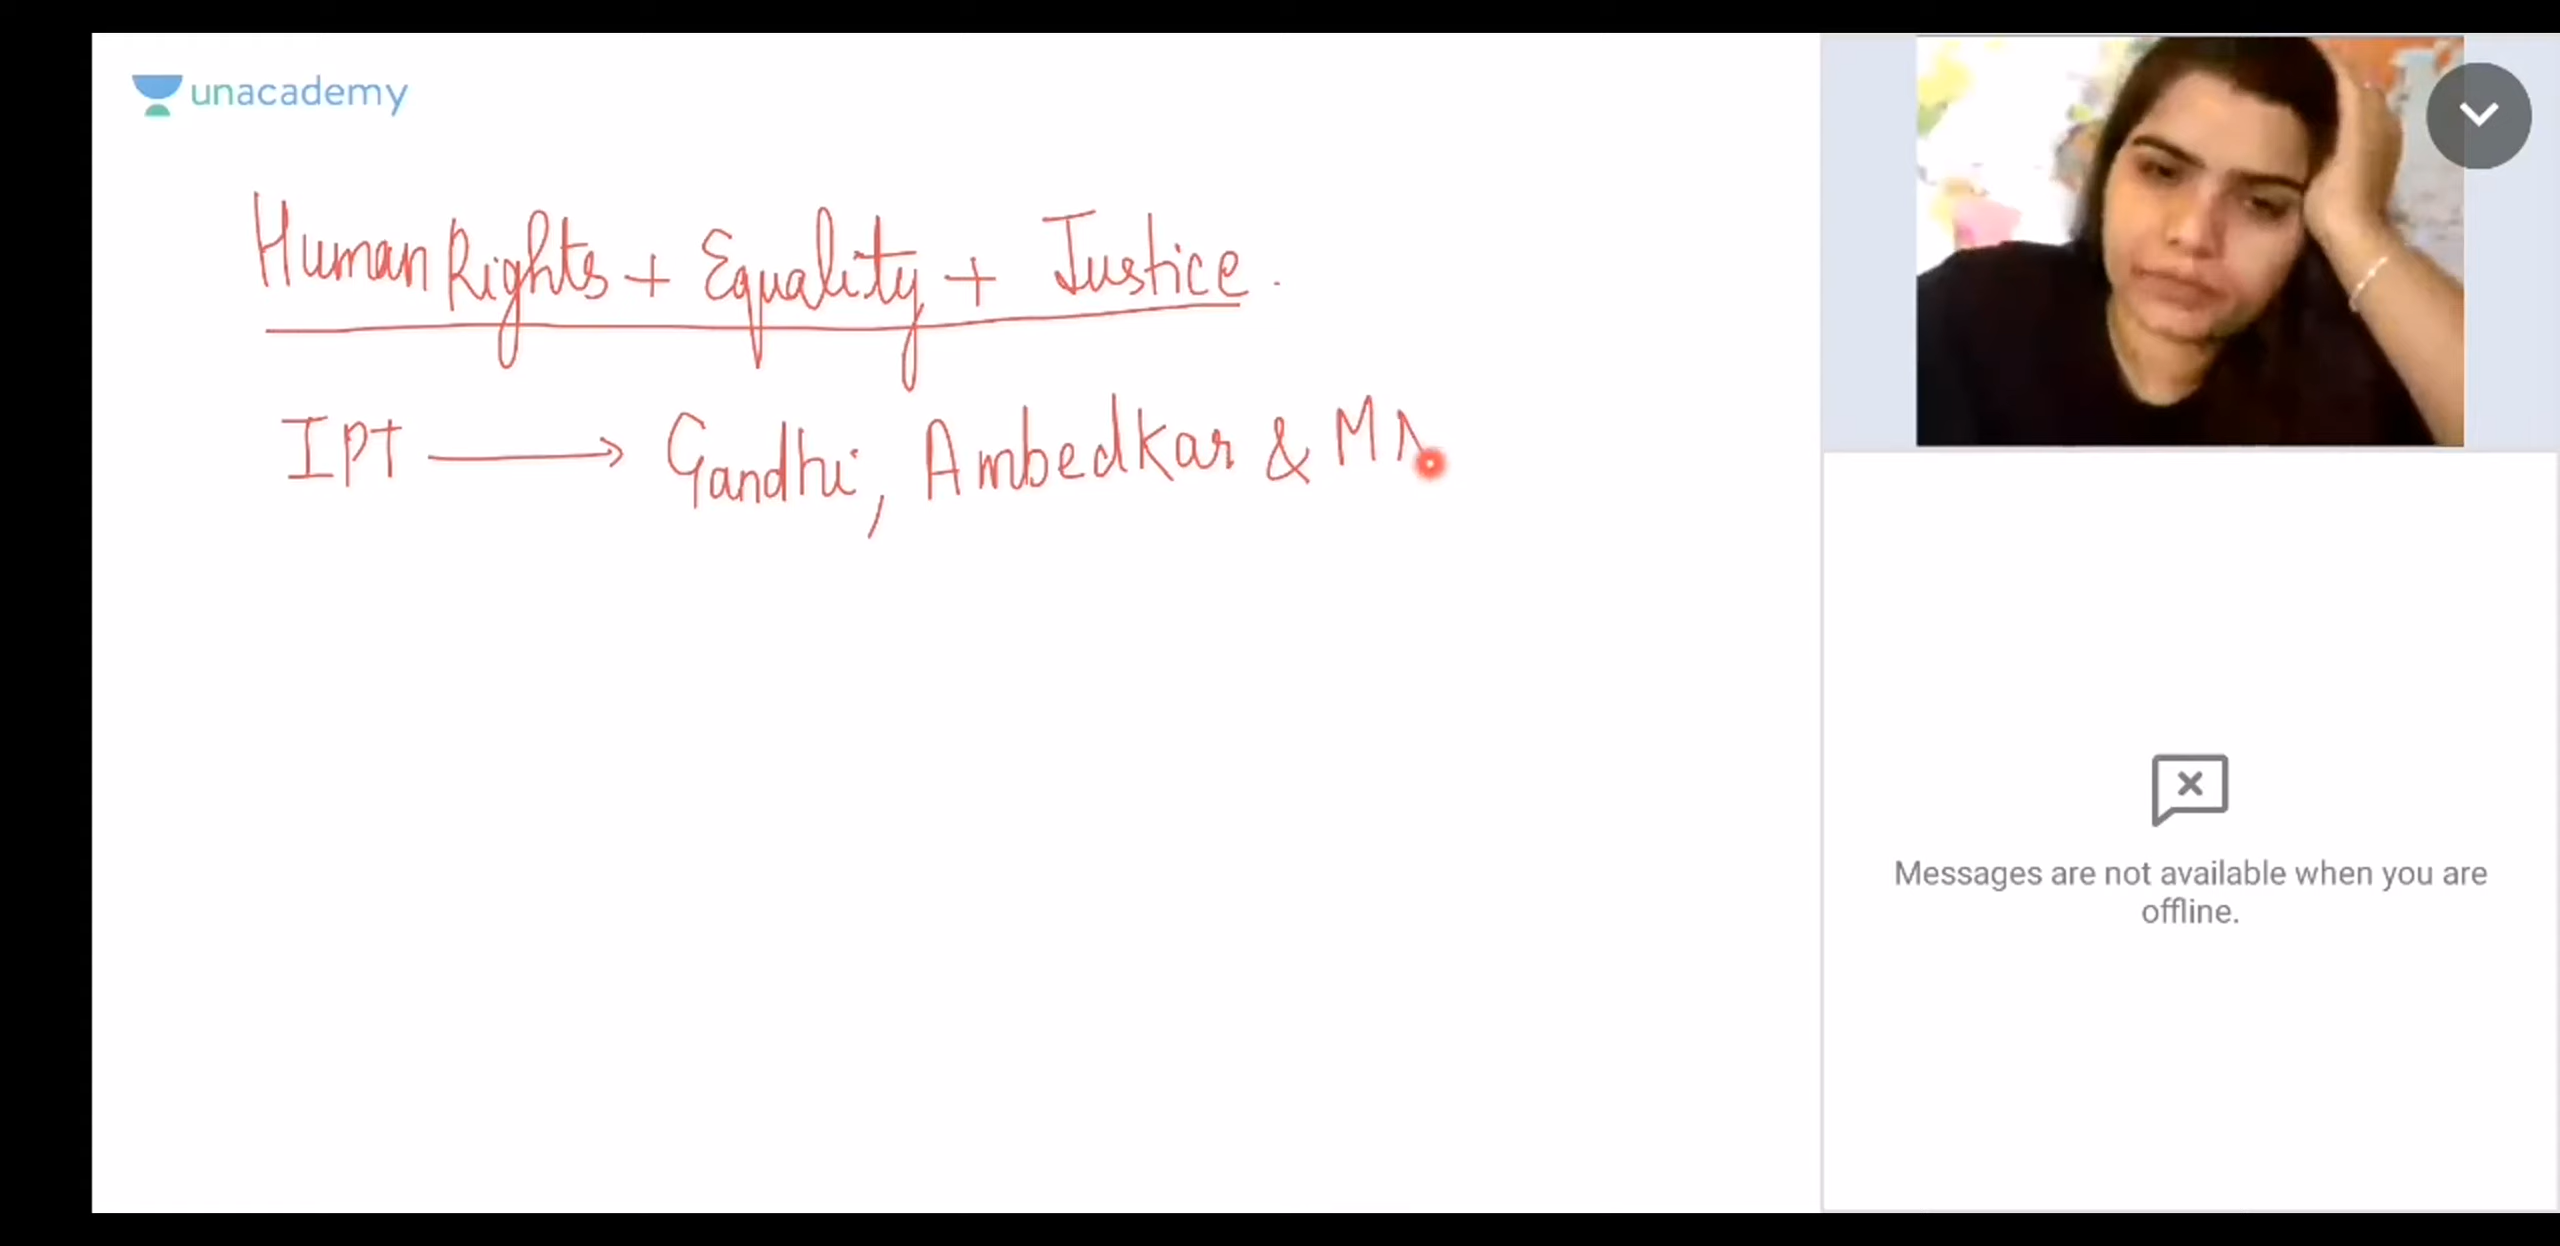 unacademy
Human Rights + Equality + Justice.
IPT → Gandhi, Ambedkar & M
Messages are not available when you are
offline.